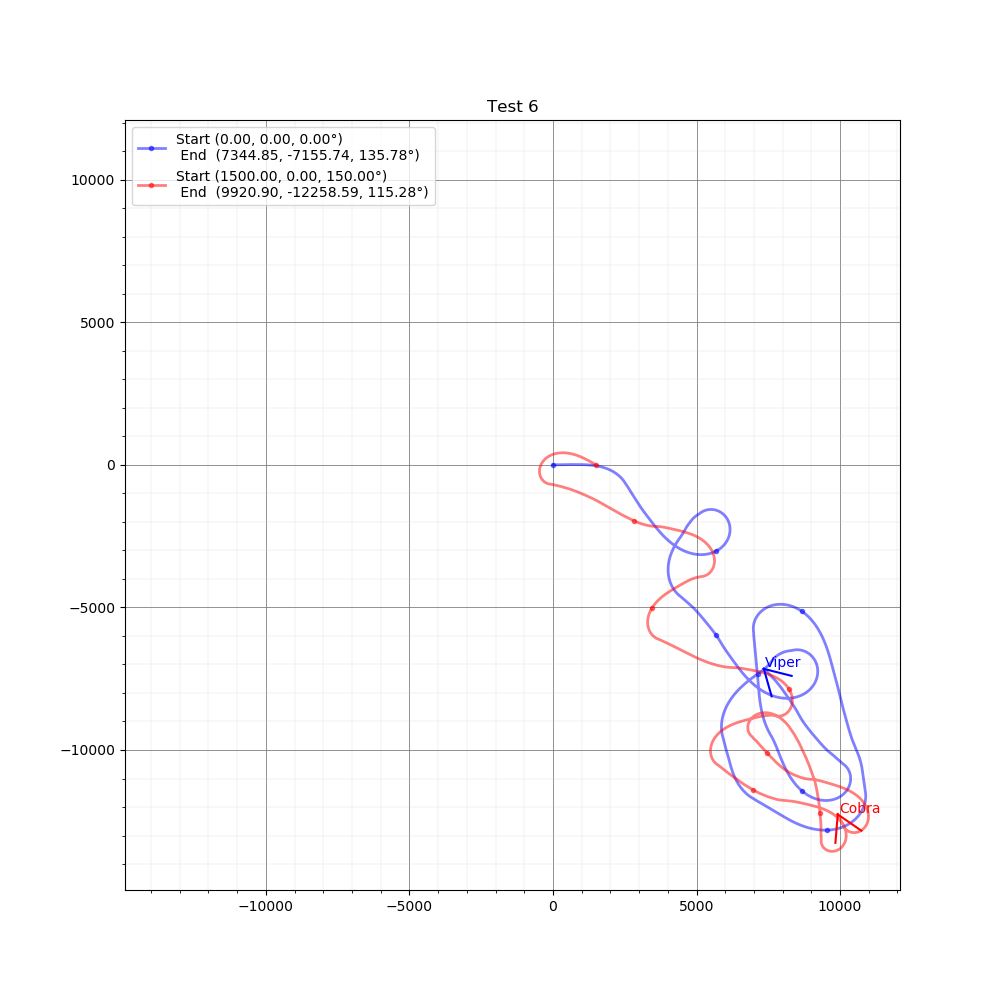 Test 6
Start (0.00, 0.00, 0.00°)
End  (7344.85, -7155.74, 135.78°)
Start (1500.00, 0.00, 150.00°)
End  (9920.90, -12258.59, 115.28°)
10000
5000
0
−5000
−10000
Viper
Cobra
−10000
−5000
0
5000
10000